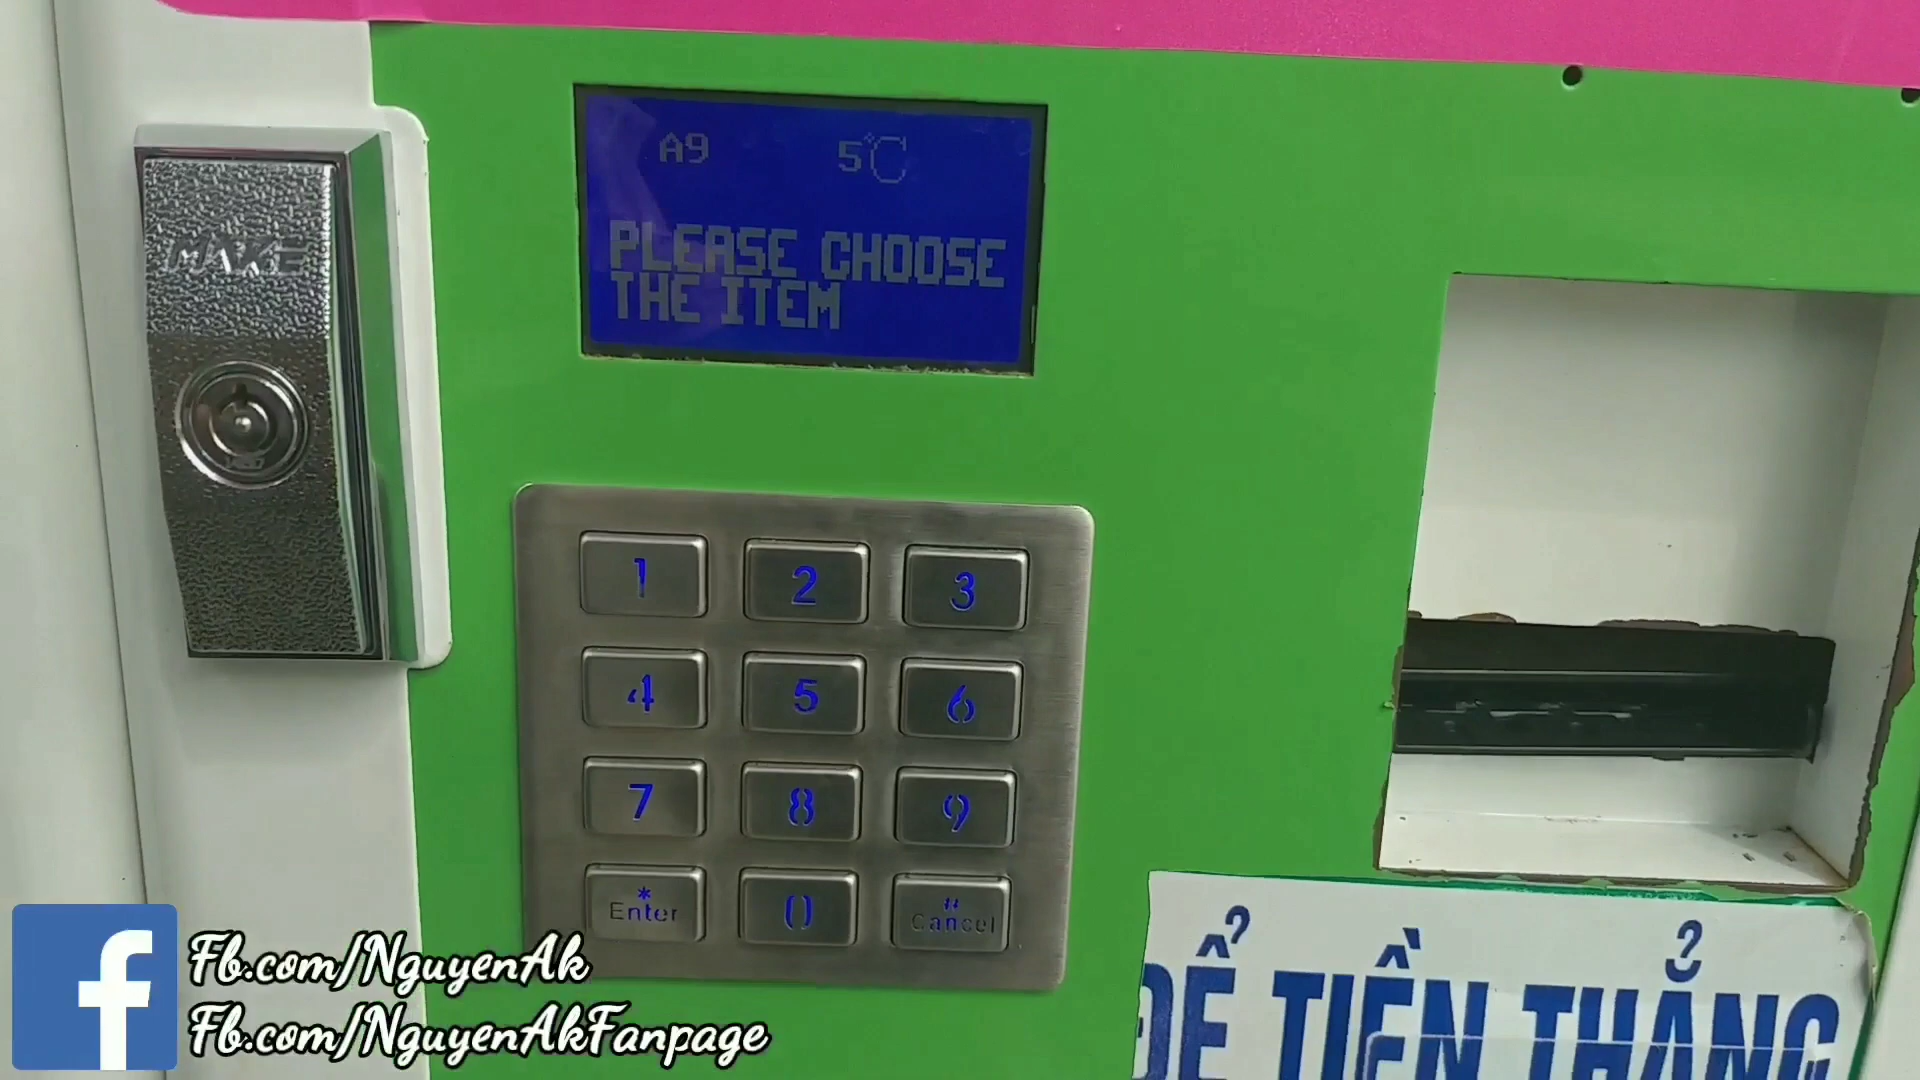 A9 5℃
PLEASE CHOOSE
THE ITEM
MAKE
1 2 3
4 5 6
7 8 9
* 0 #
Enter Cancel
ĐỂ TIỀN THẲNG
f
Fb.com/NguyenAk
Fb.com/NguyenAkFanpage